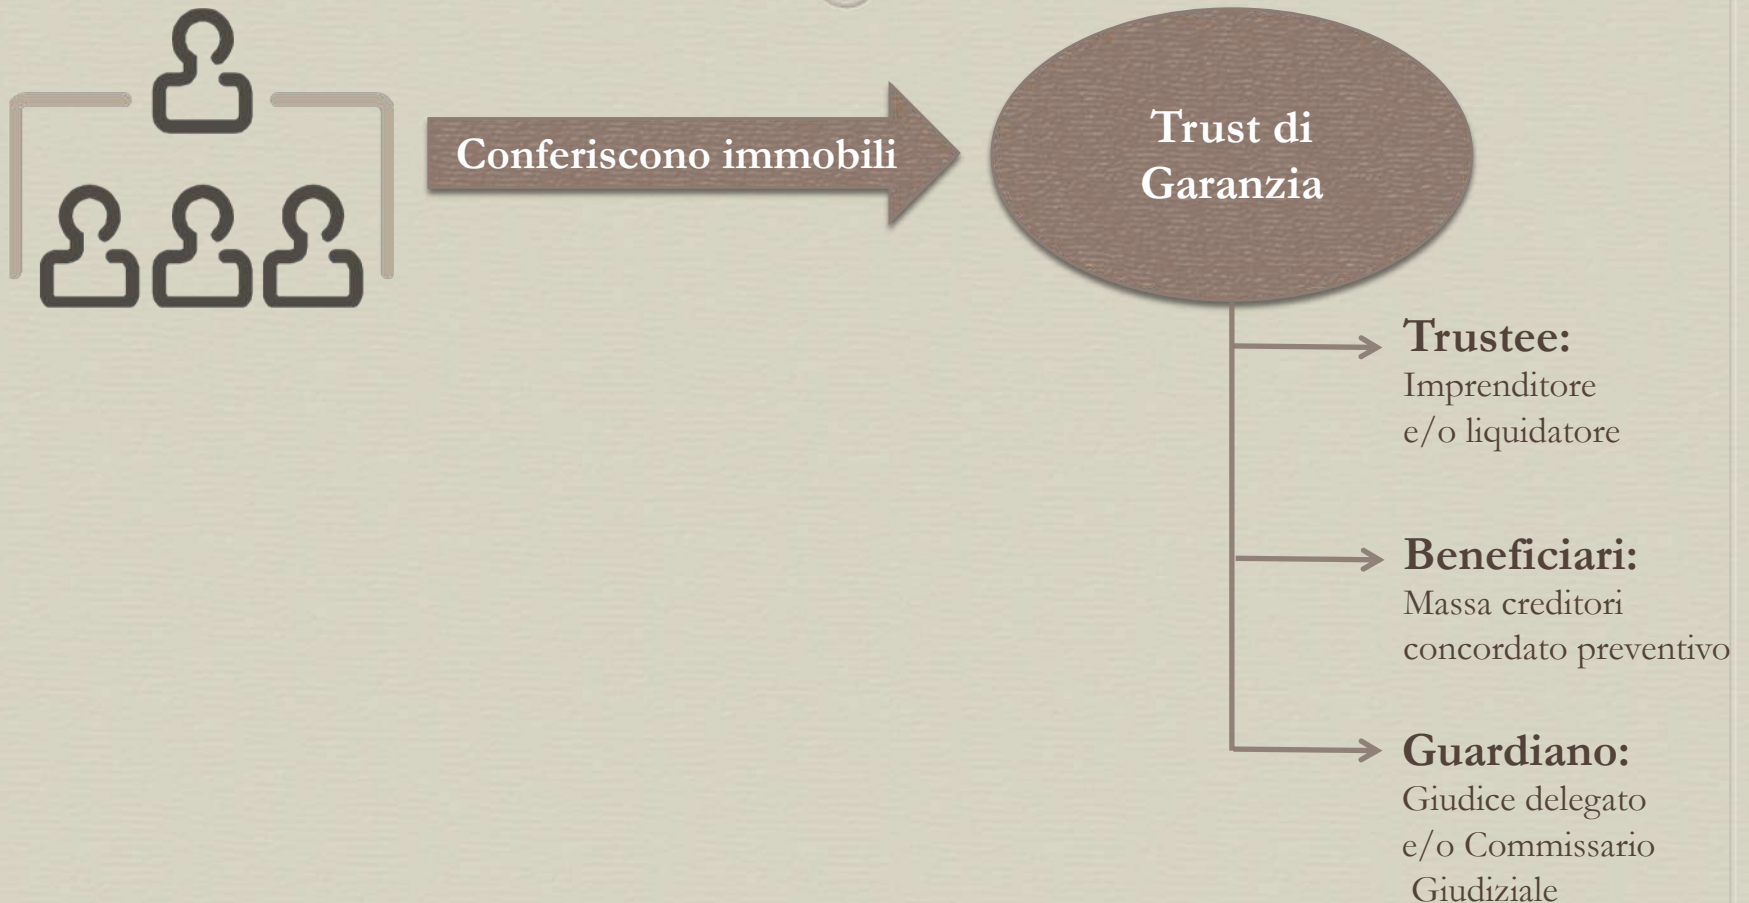 Conferiscono immobili
Trust di
Garanzia
Trustee:
Imprenditore
e/o liquidatore
Beneficiari:
Massa creditori
concordato preventivo
Guardiano:
Giudice delegato
e/o Commissario
Giudiziale